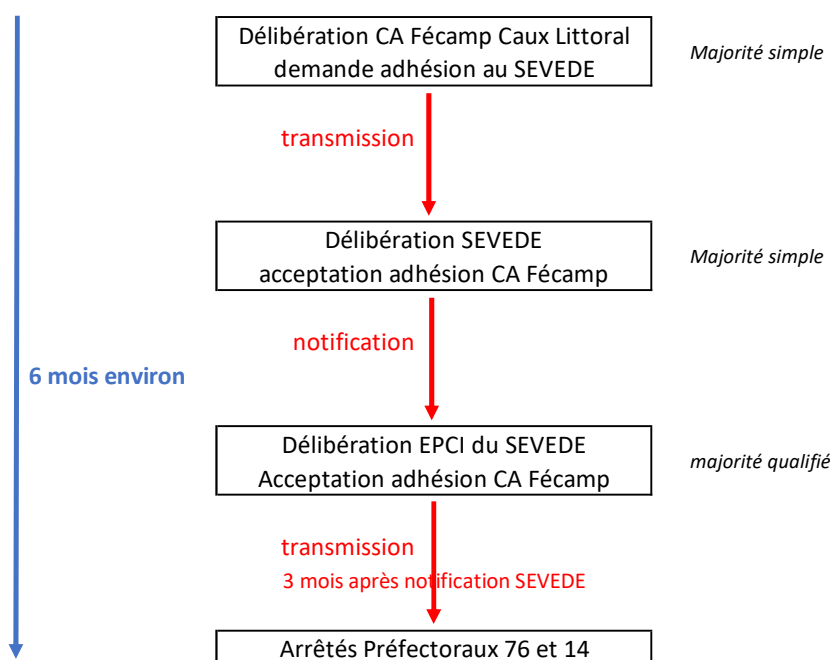 Délibération CA Fécamp Caux Littoral
demande adhésion au SEVEDE
Majorité simple
transmission
Délibération SEVEDE
acceptation adhésion CA Fécamp
Majorité simple
notification
6 mois environ
Délibération EPCI du SEVEDE
Acceptation adhésion CA Fécamp
majorité qualifié
transmission
3 mois après notification SEVEDE
Arrêtés Préfectoraux 76 et 14